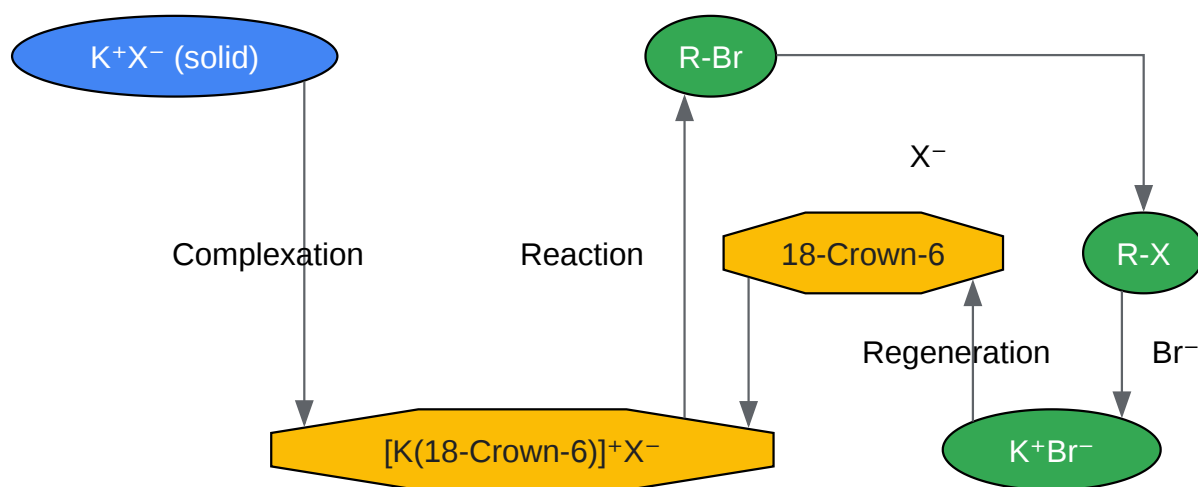 K⁺X⁻ (solid)
R-Br
X⁻
Complexation
Reaction
18-Crown-6
R-X
Regeneration
Br⁻
[K(18-Crown-6)]⁺X⁻
K⁺Br⁻